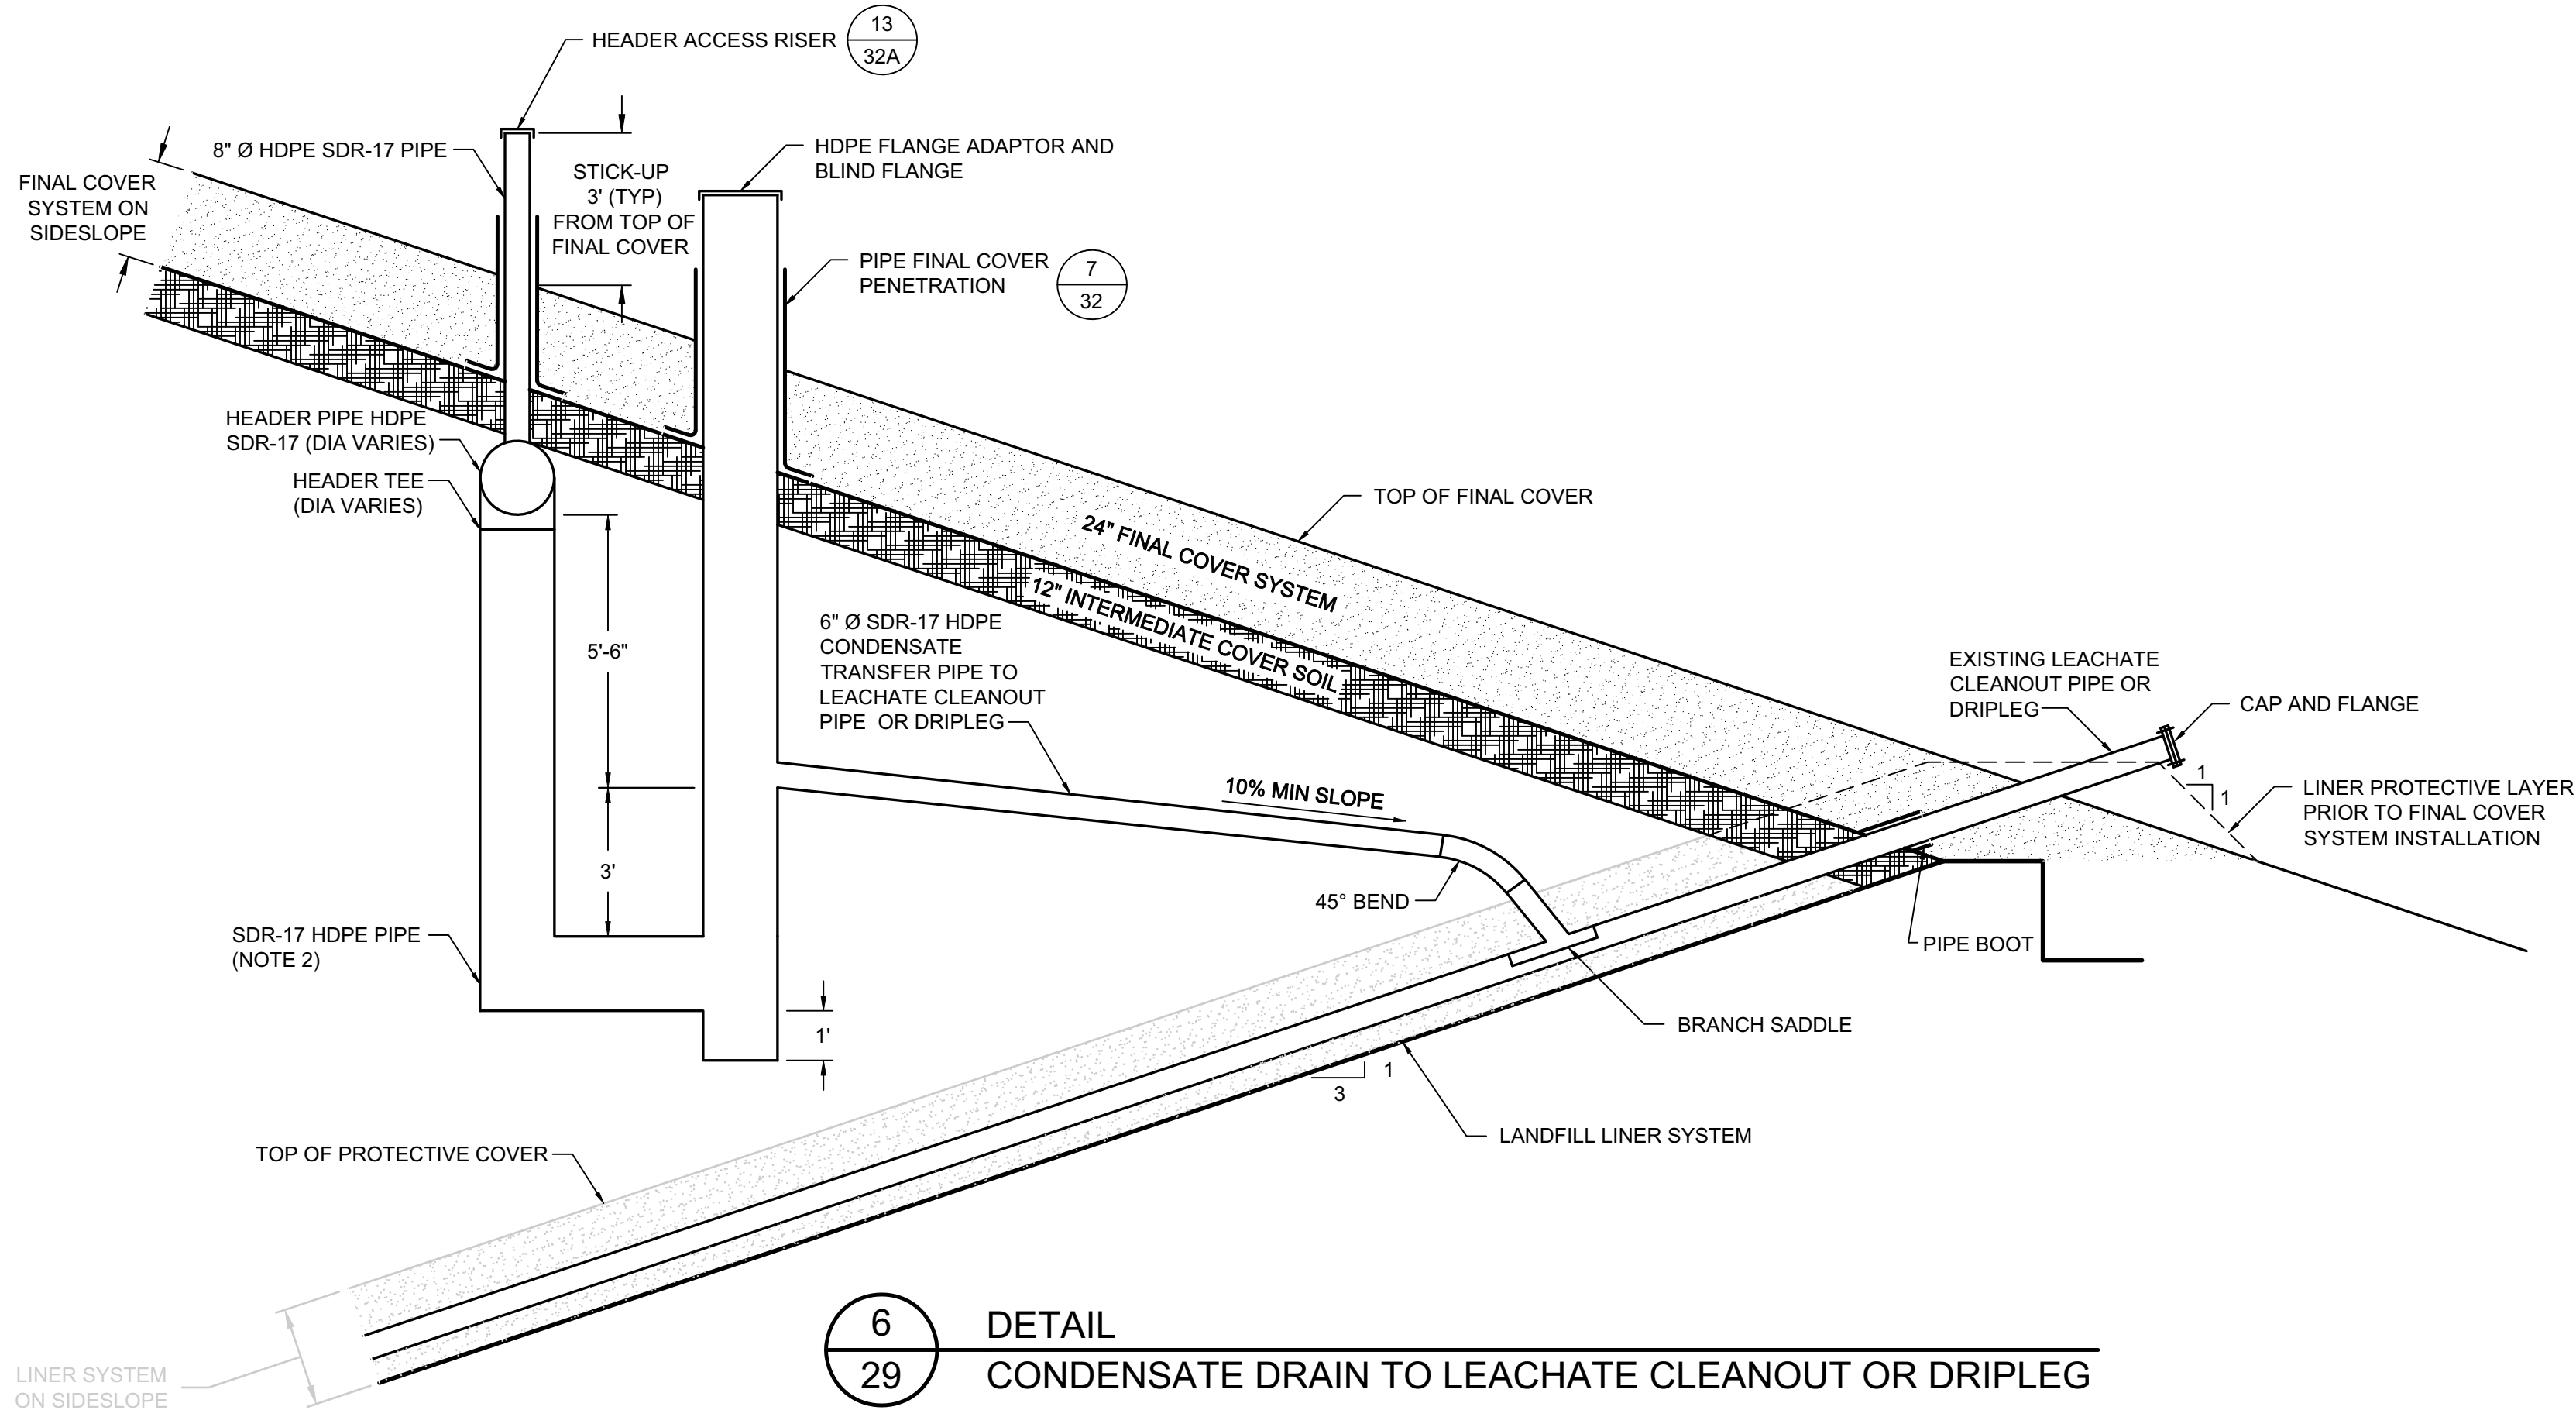 HEADER ACCESS RISER
13
32A
8" Ø HDPE SDR-17 PIPE
STICK-UP
3' (TYP)
FROM TOP OF
FINAL COVER
HDPE FLANGE ADAPTOR AND
BLIND FLANGE
FINAL COVER
SYSTEM ON
SIDESLOPE
PIPE FINAL COVER
PENETRATION
7
32
HEADER PIPE HDPE
SDR-17 (DIA VARIES)
HEADER TEE
(DIA VARIES)
TOP OF FINAL COVER
24" FINAL COVER SYSTEM
12" INTERMEDIATE COVER SOIL
5'-6"
6" Ø SDR-17 HDPE
CONDENSATE
TRANSFER PIPE TO
LEACHATE CLEANOUT
PIPE OR DRIPLEG
EXISTING LEACHATE
CLEANOUT PIPE OR
DRIPLEG
CAP AND FLANGE
10% MIN SLOPE
1
1
LINER PROTECTIVE LAYER
PRIOR TO FINAL COVER
SYSTEM INSTALLATION
3'
45° BEND
SDR-17 HDPE PIPE
(NOTE 2)
PIPE BOOT
1'
BRANCH SADDLE
1
3
LANDFILL LINER SYSTEM
TOP OF PROTECTIVE COVER
LINER SYSTEM
ON SIDESLOPE
6
29
DETAIL
CONDENSATE DRAIN TO LEACHATE CLEANOUT OR DRIPLEG